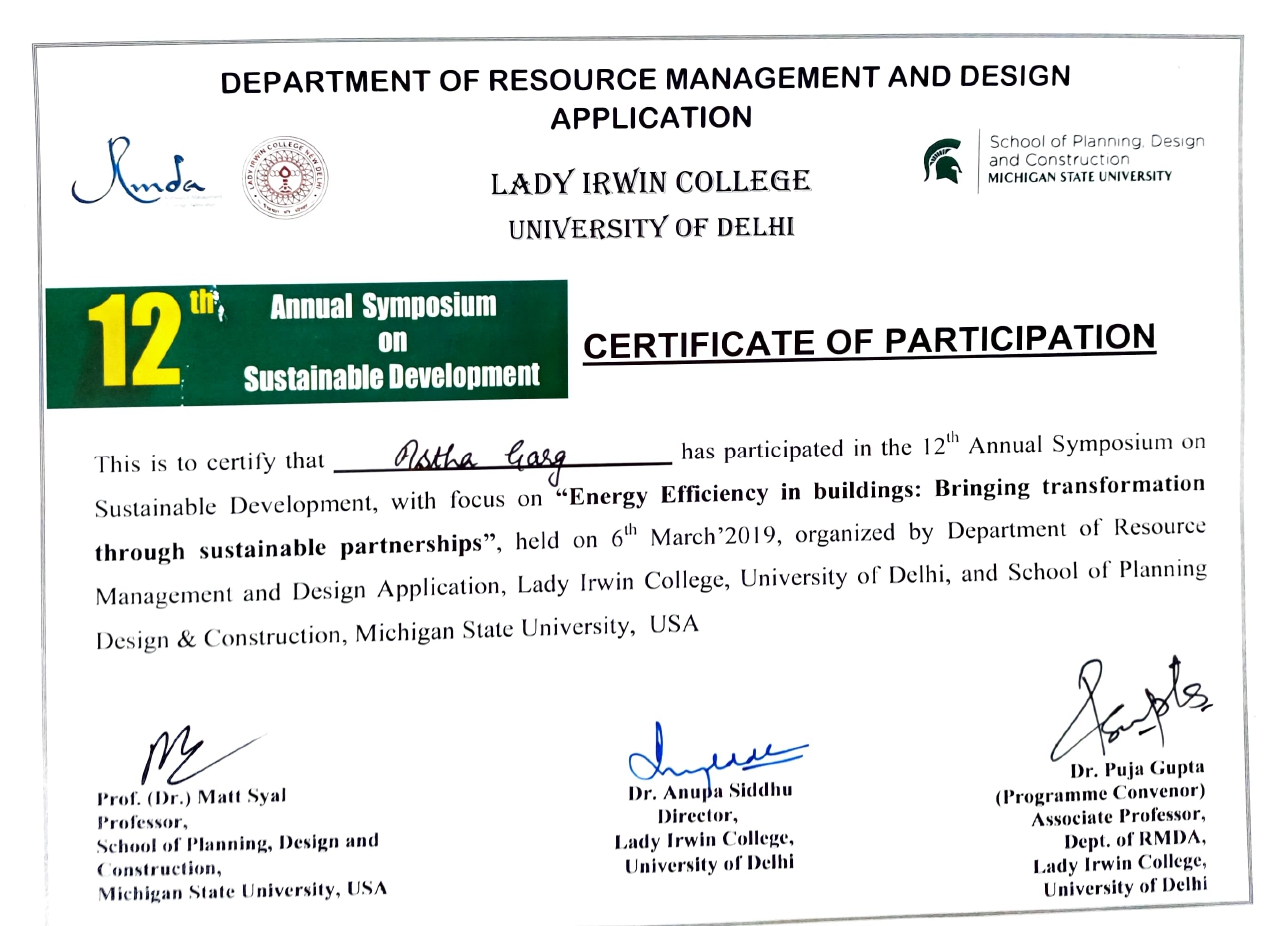 DEPARTMENT OF RESOURCE MANAGEMENT AND DESIGN
APPLICATION
Rmda
LADY IRWIN COLLEGE NEW DELHI
School of Planning, Design
and Construction
MICHIGAN STATE UNIVERSITY
LADY IRWIN COLLEGE
UNIVERSITY OF DELHI
12th Annual Symposium
on
Sustainable Development
CERTIFICATE OF PARTICIPATION
This is to certify that Astha Garg has participated in the 12th Annual Symposium on
Sustainable Development, with focus on “Energy Efficiency in buildings: Bringing transformation
through sustainable partnerships”, held on 6th March’2019, organized by Department of Resource
Management and Design Application, Lady Irwin College, University of Delhi, and School of Planning
Design & Construction, Michigan State University, USA
Prof. (Dr.) Matt Syal
Professor,
School of Planning, Design and
Construction,
Michigan State University, USA
Dr. Anupa Siddhu
Director,
Lady Irwin College,
University of Delhi
Dr. Puja Gupta
(Programme Convenor)
Associate Professor,
Dept. of RMDA,
Lady Irwin College,
University of Delhi